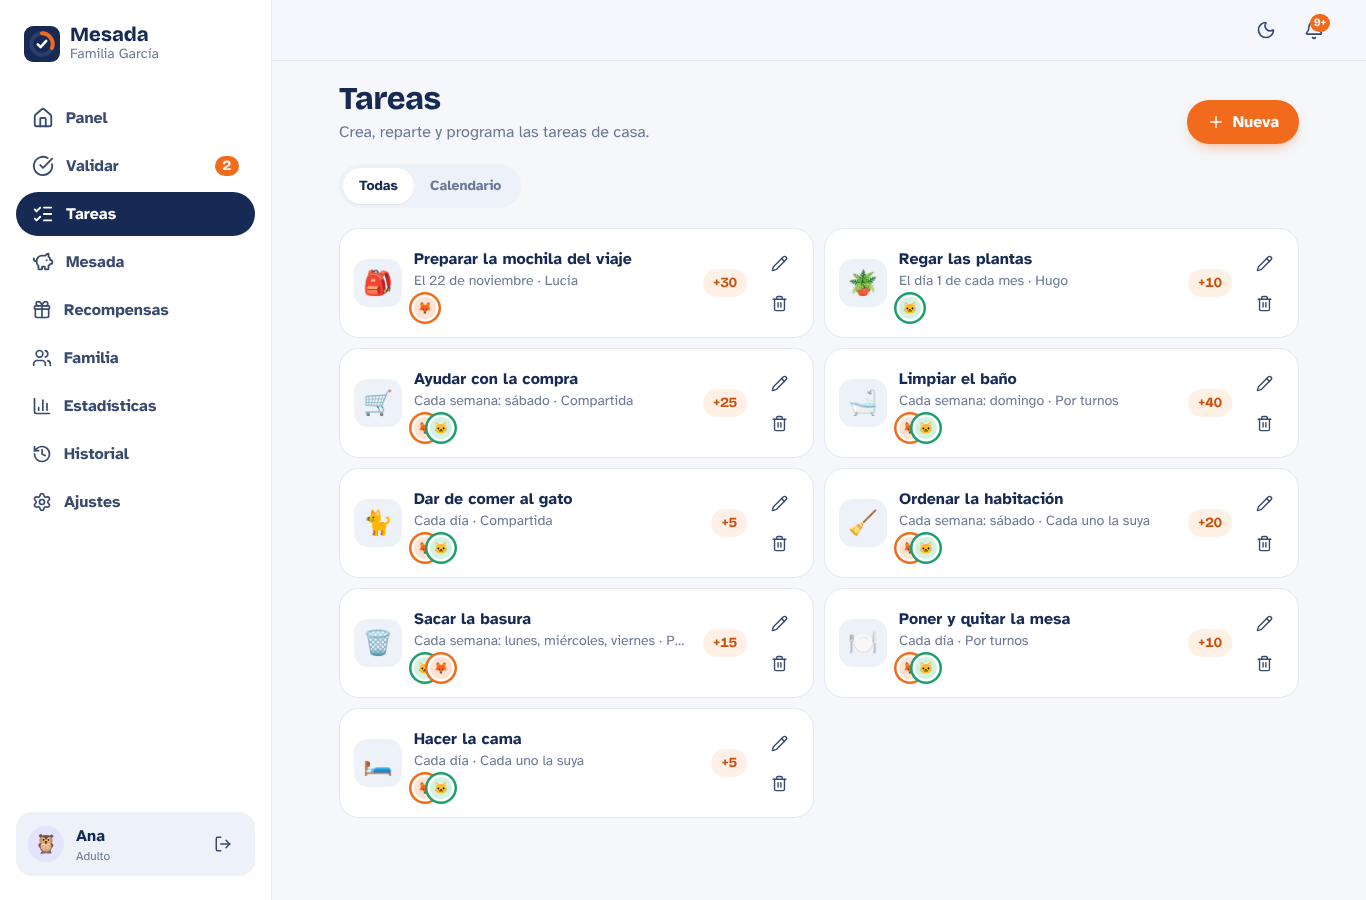 Mesada
Familia García
Panel
Validar
2
Tareas
Mesada
Recompensas
Familia
Estadísticas
Historial
Ajustes
Ana
Adulto
9+
Tareas
Crea, reparte y programa las tareas de casa.
Nueva
Todas
Calendario
Preparar la mochila del viaje
El 22 de noviembre · Lucía
+30
Regar las plantas
El día 1 de cada mes · Hugo
+10
Ayudar con la compra
Cada semana: sábado · Compartida
+25
Limpiar el baño
Cada semana: domingo · Por turnos
+40
Dar de comer al gato
Cada día · Compartida
+5
Ordenar la habitación
Cada semana: sábado · Cada uno la suya
+20
Sacar la basura
Cada semana: lunes, miércoles, viernes · P...
+15
Poner y quitar la mesa
Cada día · Por turnos
+10
Hacer la cama
Cada día · Cada uno la suya
+5